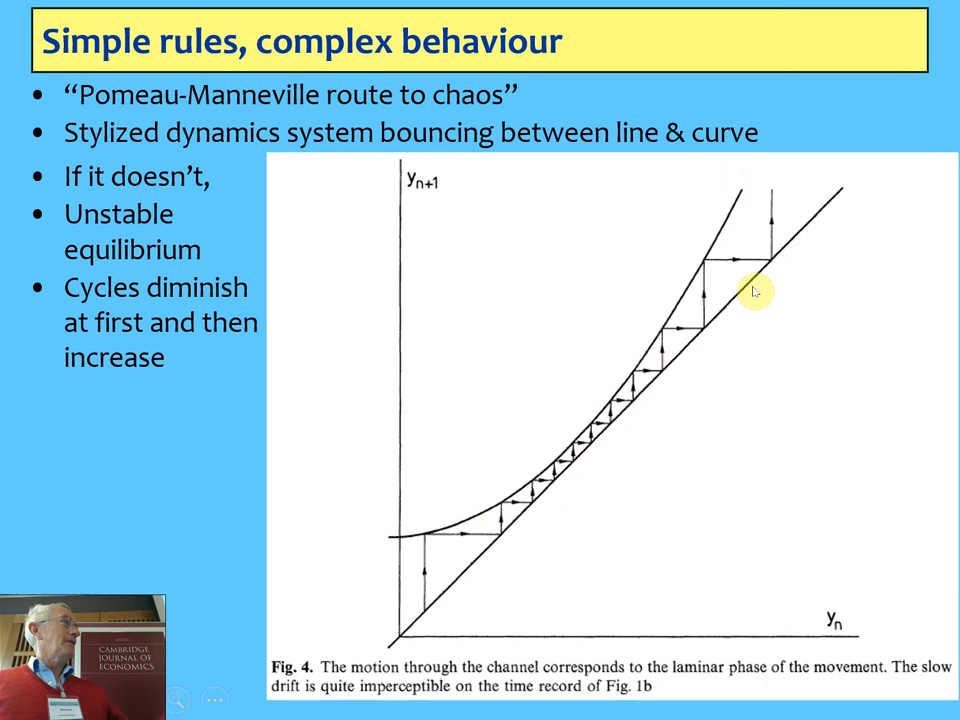 Simple rules, complex behaviour
• “Pomeau-Manneville route to chaos”
• Stylized dynamics system bouncing between line & curve
• If it doesn’t,
• Unstable
equilibrium
• Cycles diminish
at first and then
increase
yn+1
yn
Fig. 4. The motion through the channel corresponds to the laminar phase of the movement. The slow
drift is quite imperceptible on the time record of Fig. 1b
CAMBRIDGE
JOURNAL OF
ECONOMICS